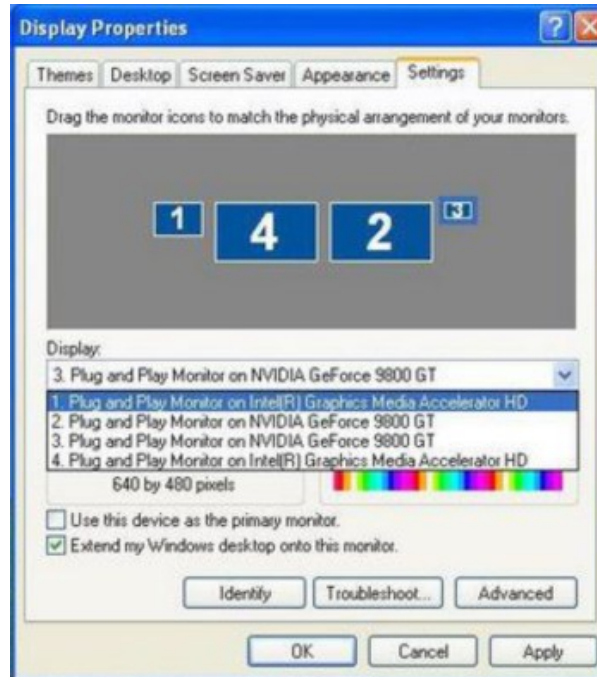 Display Properties
Themes Desktop Screen Saver Appearance Settings
Drag the monitor icons to match the physical arrangement of your monitors.
1 4 2 3
Display:
3. Plug and Play Monitor on NVIDIA GeForce 9800 GT
1. Plug and Play Monitor on Intel(R) Graphics Media Accelerator HD
2. Plug and Play Monitor on NVIDIA GeForce 9800 GT
3. Plug and Play Monitor on NVIDIA GeForce 9800 GT
4. Plug and Play Monitor on Intel(R) Graphics Media Accelerator HD
640 by 480 pixels
Use this device as the primary monitor.
Extend my Windows desktop onto this monitor.
Identify Troubleshoot... Advanced
OK Cancel Apply